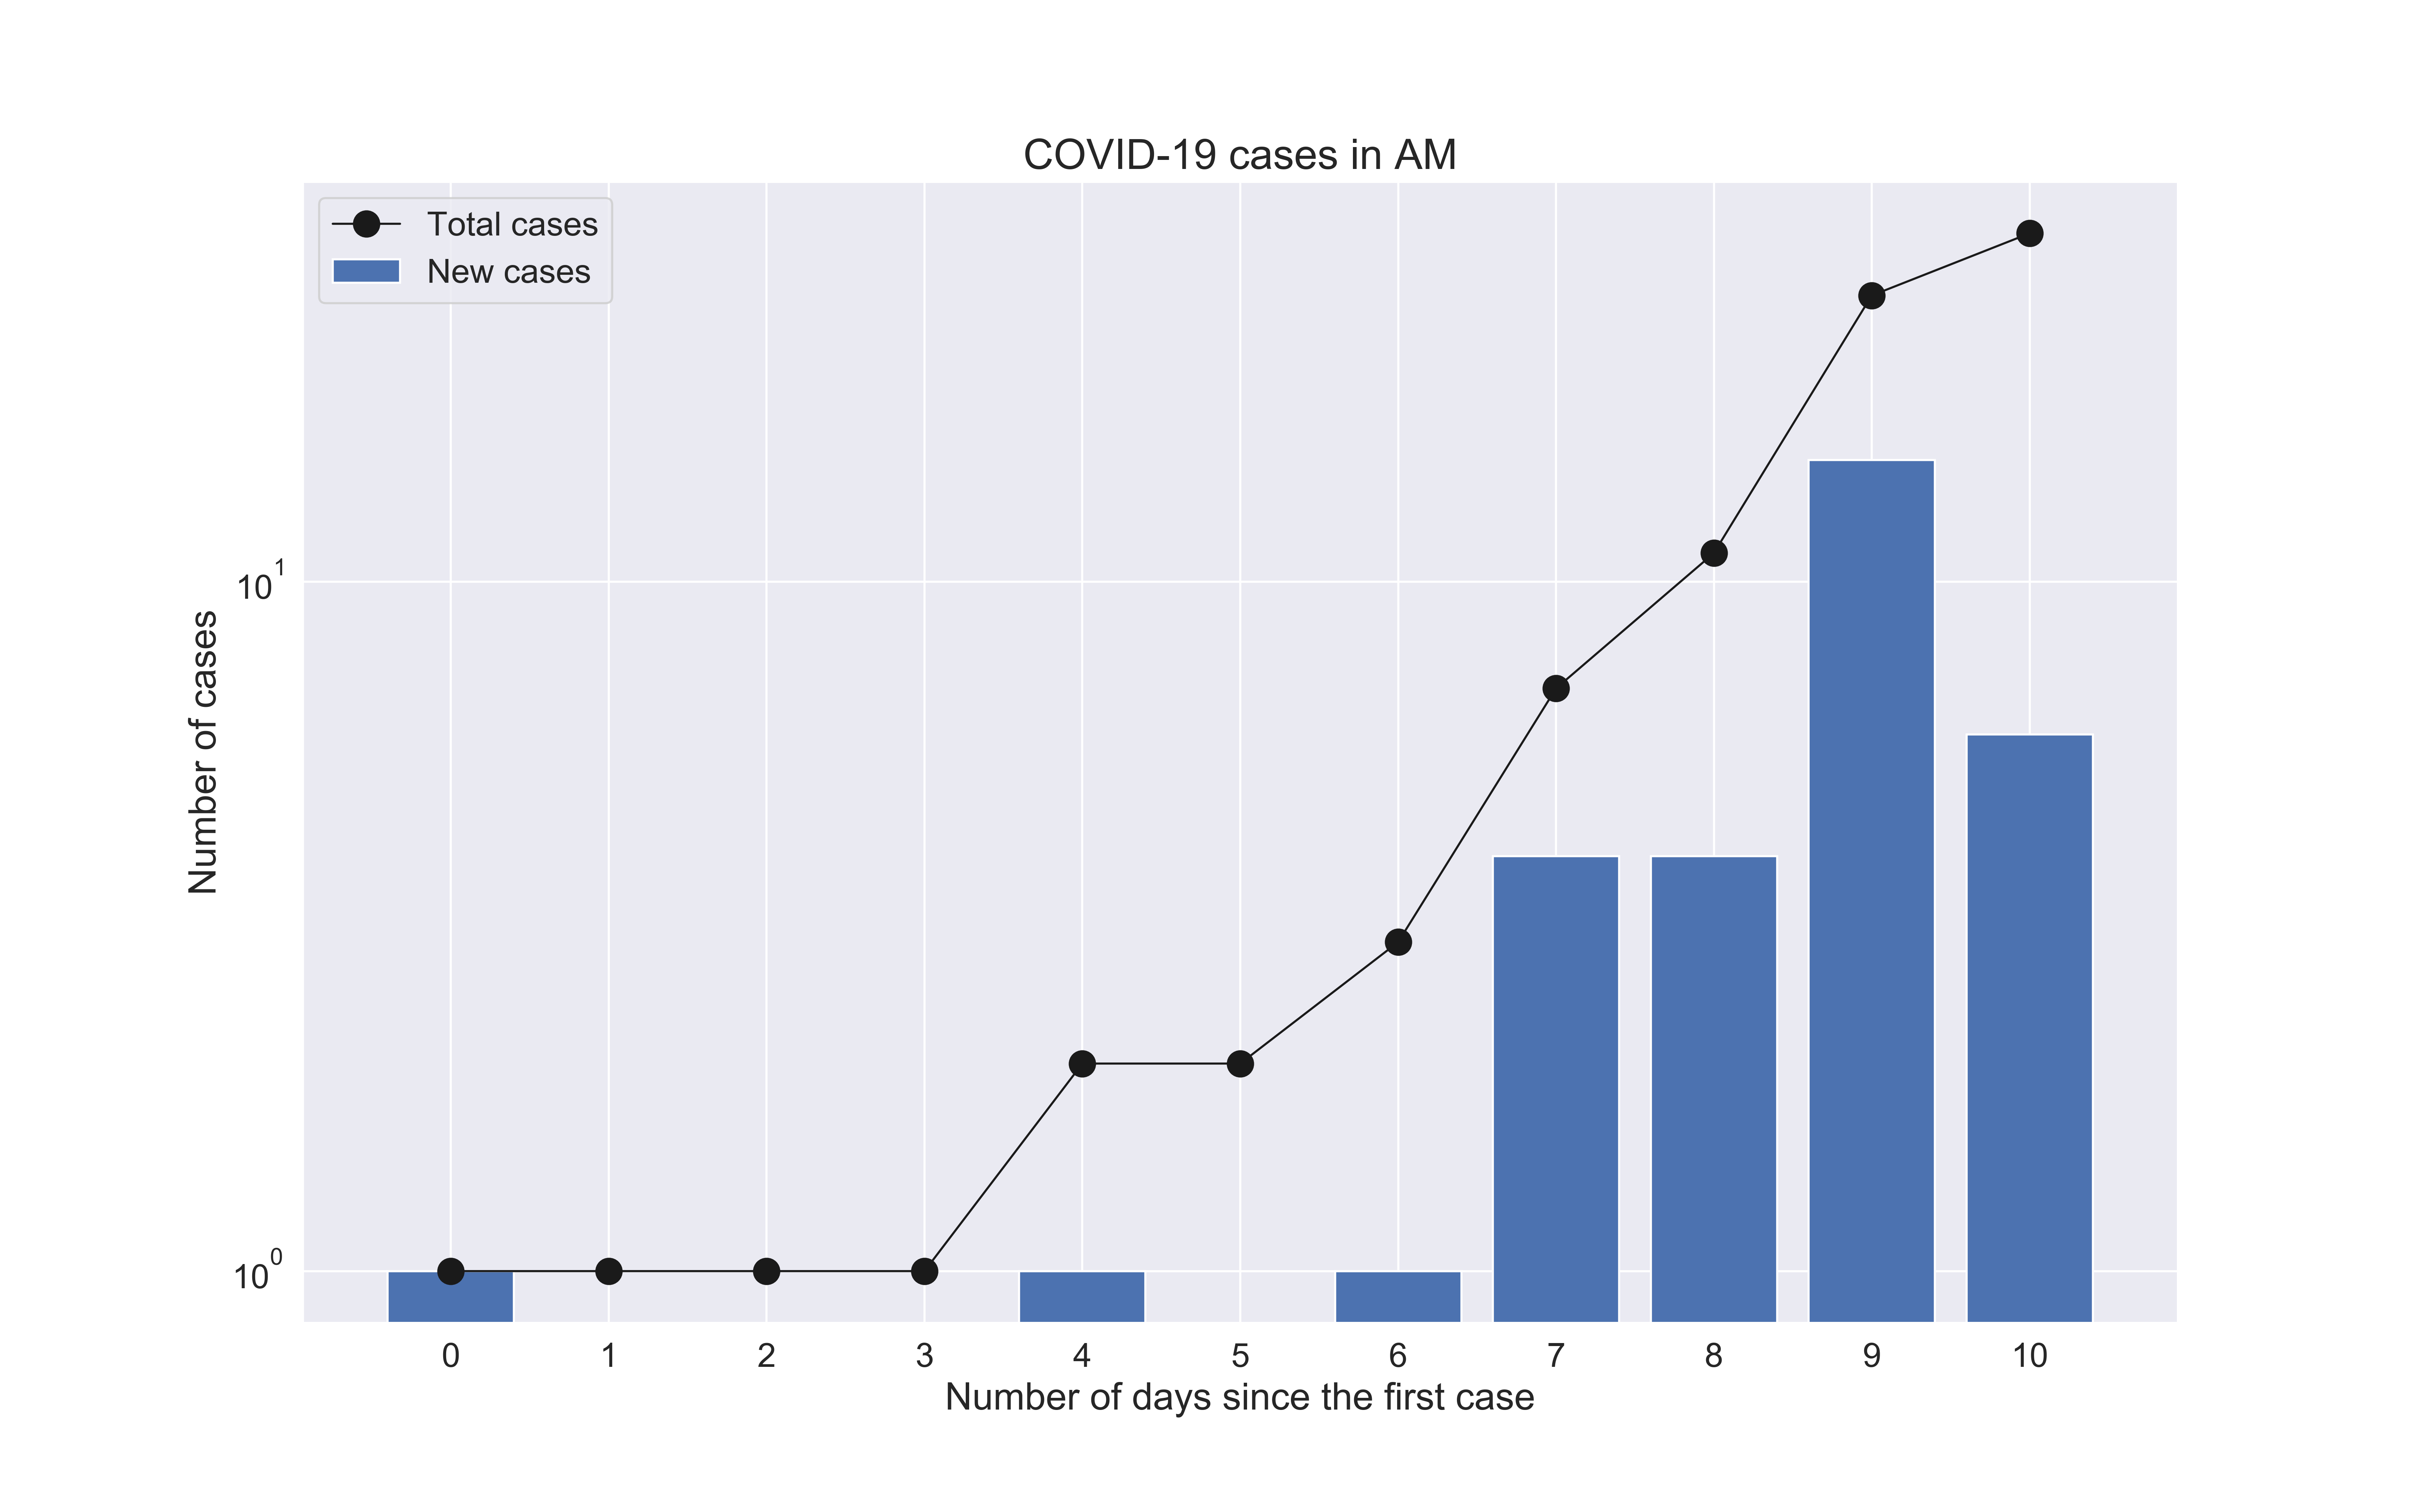 COVID-19 cases in AM
Total cases
New cases
Number of cases
10^1
10^0
0 1 2 3 4 5 6 7 8 9 10
Number of days since the first case